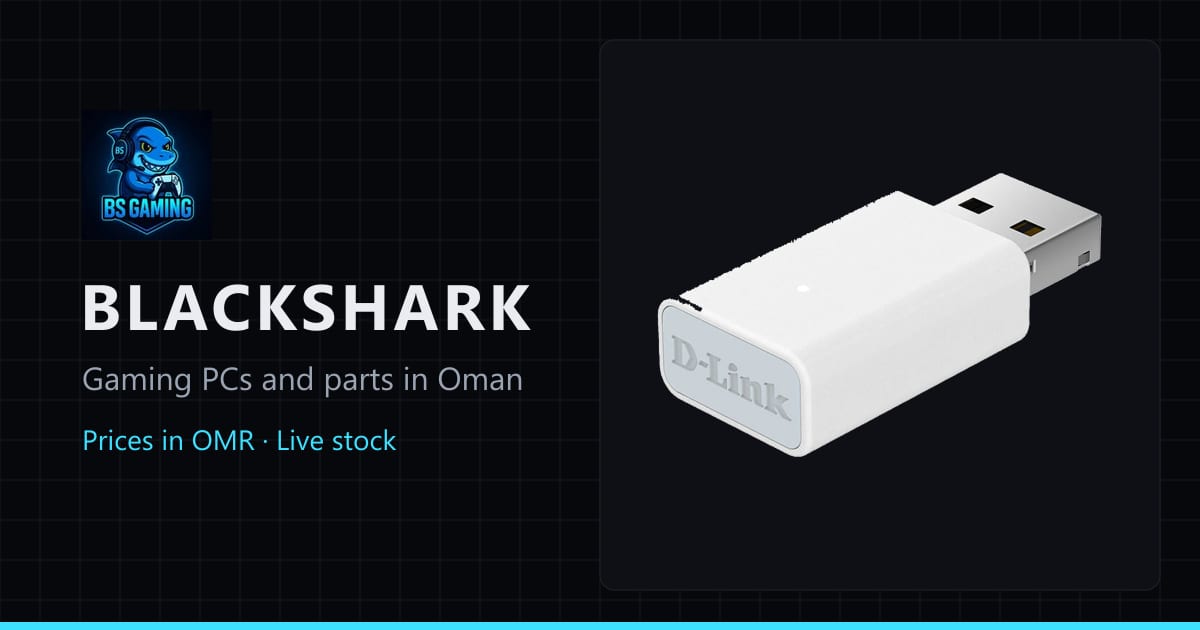 BS
BS GAMING
BLACKSHARK
Gaming PCs and parts in Oman
Prices in OMR · Live stock
D-Link